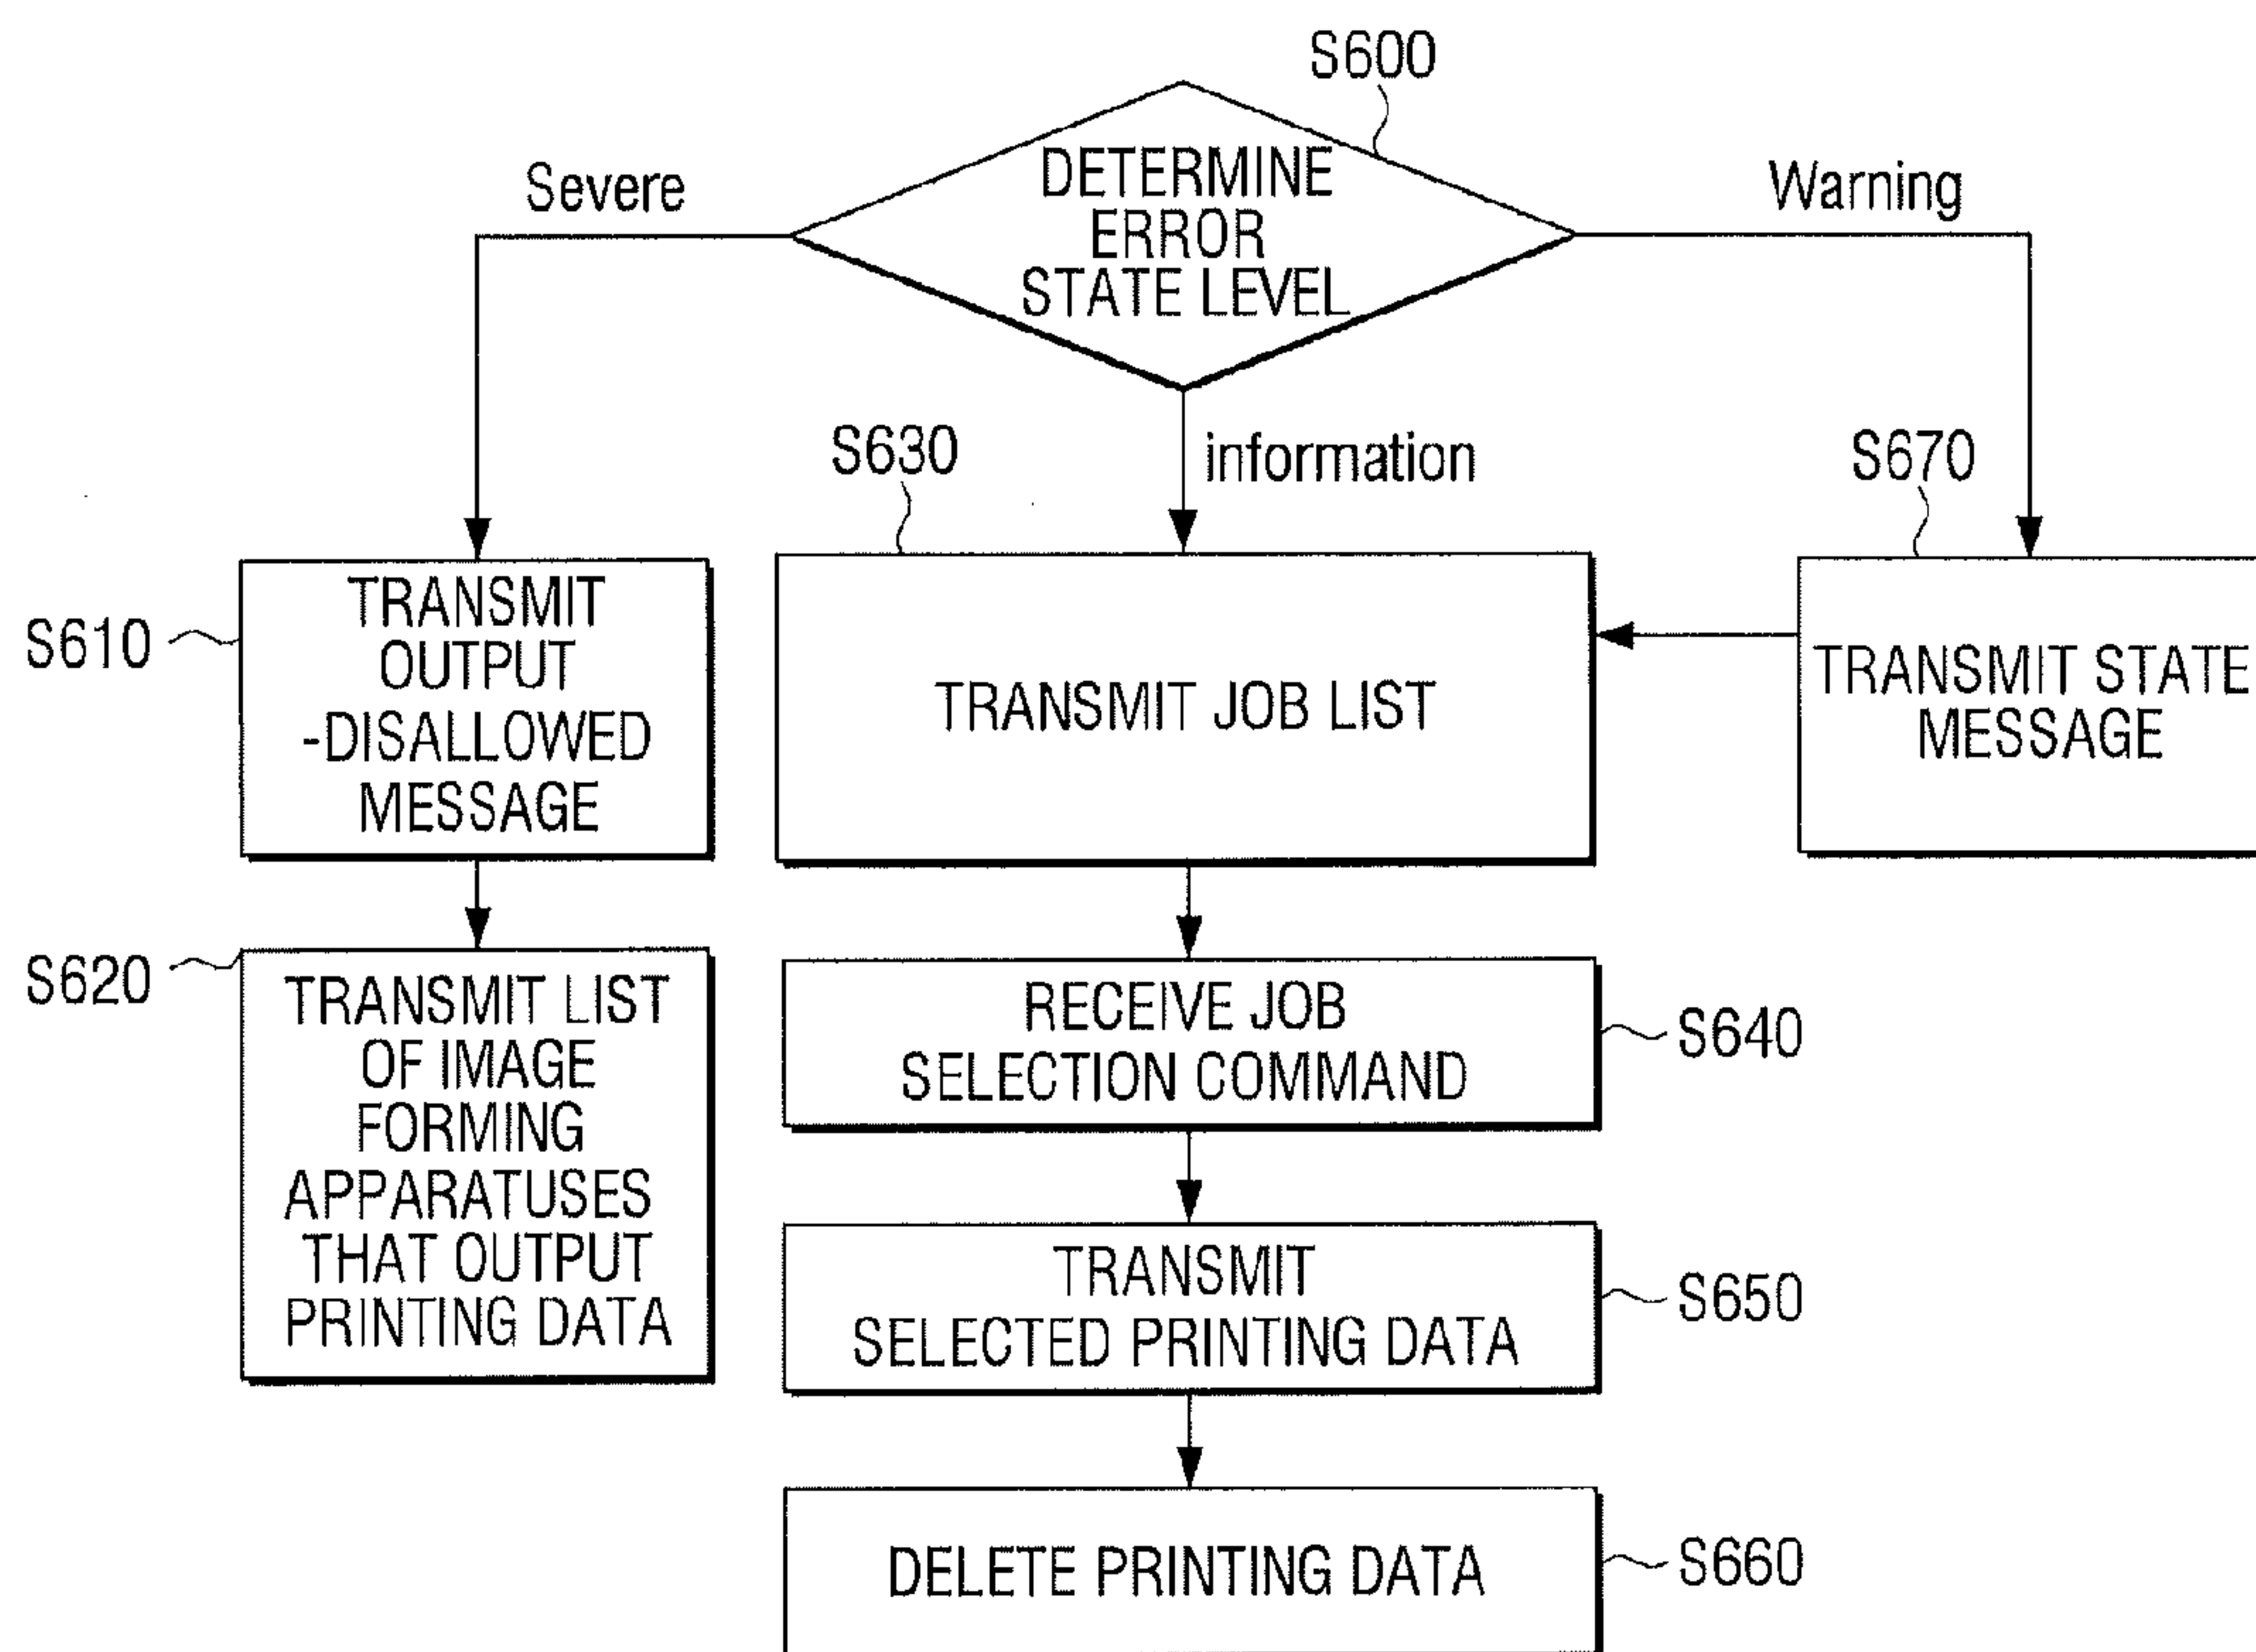 S600
DETERMINE
ERROR
STATE LEVEL
Severe
Warning
information
S610
TRANSMIT
OUTPUT
-DISALLOWED
MESSAGE
S630
TRANSMIT JOB LIST
S670
TRANSMIT STATE
MESSAGE
S620
TRANSMIT LIST
OF IMAGE
FORMING
APPARATUSES
THAT OUTPUT
PRINTING DATA
RECEIVE JOB
SELECTION COMMAND
S640
TRANSMIT
SELECTED PRINTING DATA
S650
DELETE PRINTING DATA
S660